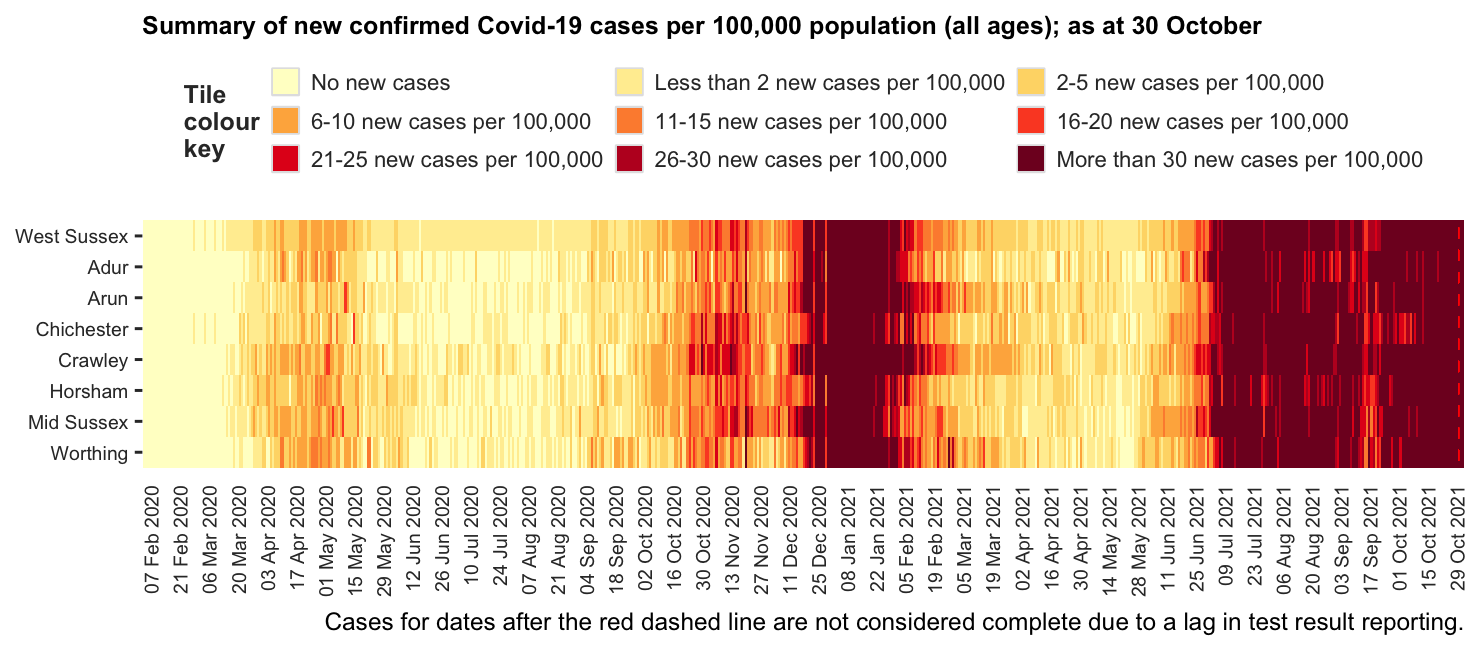 Summary of new confirmed Covid-19 cases per 100,000 population (all ages); as at 30 October
Tile
colour
key
No new cases
Less than 2 new cases per 100,000
2-5 new cases per 100,000
6-10 new cases per 100,000
11-15 new cases per 100,000
16-20 new cases per 100,000
21-25 new cases per 100,000
26-30 new cases per 100,000
More than 30 new cases per 100,000
West Sussex
Adur
Arun
Chichester
Crawley
Horsham
Mid Sussex
Worthing
07 Feb 2020
21 Feb 2020
06 Mar 2020
20 Mar 2020
03 Apr 2020
17 Apr 2020
01 May 2020
15 May 2020
29 May 2020
12 Jun 2020
26 Jun 2020
10 Jul 2020
24 Jul 2020
07 Aug 2020
21 Aug 2020
04 Sep 2020
18 Sep 2020
02 Oct 2020
16 Oct 2020
30 Oct 2020
13 Nov 2020
27 Nov 2020
11 Dec 2020
25 Dec 2020
08 Jan 2021
22 Jan 2021
05 Feb 2021
19 Feb 2021
05 Mar 2021
19 Mar 2021
02 Apr 2021
16 Apr 2021
30 Apr 2021
14 May 2021
28 May 2021
11 Jun 2021
25 Jun 2021
09 Jul 2021
23 Jul 2021
06 Aug 2021
20 Aug 2021
03 Sep 2021
17 Sep 2021
01 Oct 2021
15 Oct 2021
29 Oct 2021
Cases for dates after the red dashed line are not considered complete due to a lag in test result reporting.